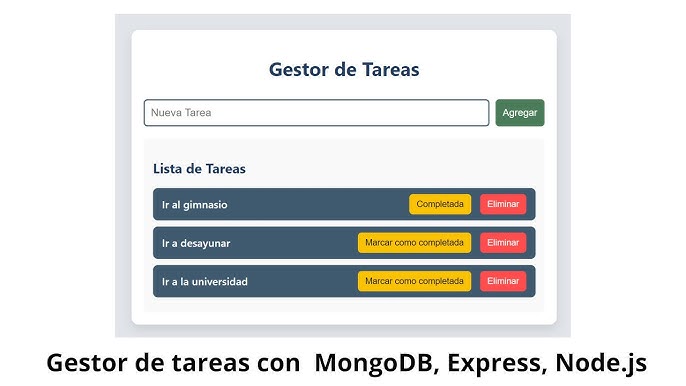 Gestor de Tareas
Nueva Tarea Agregar
Lista de Tareas
Ir al gimnasio Completada Eliminar
Ir a desayunar Marcar como completada Eliminar
Ir a la universidad Marcar como completada Eliminar
Gestor de tareas con MongoDB, Express, Node.js